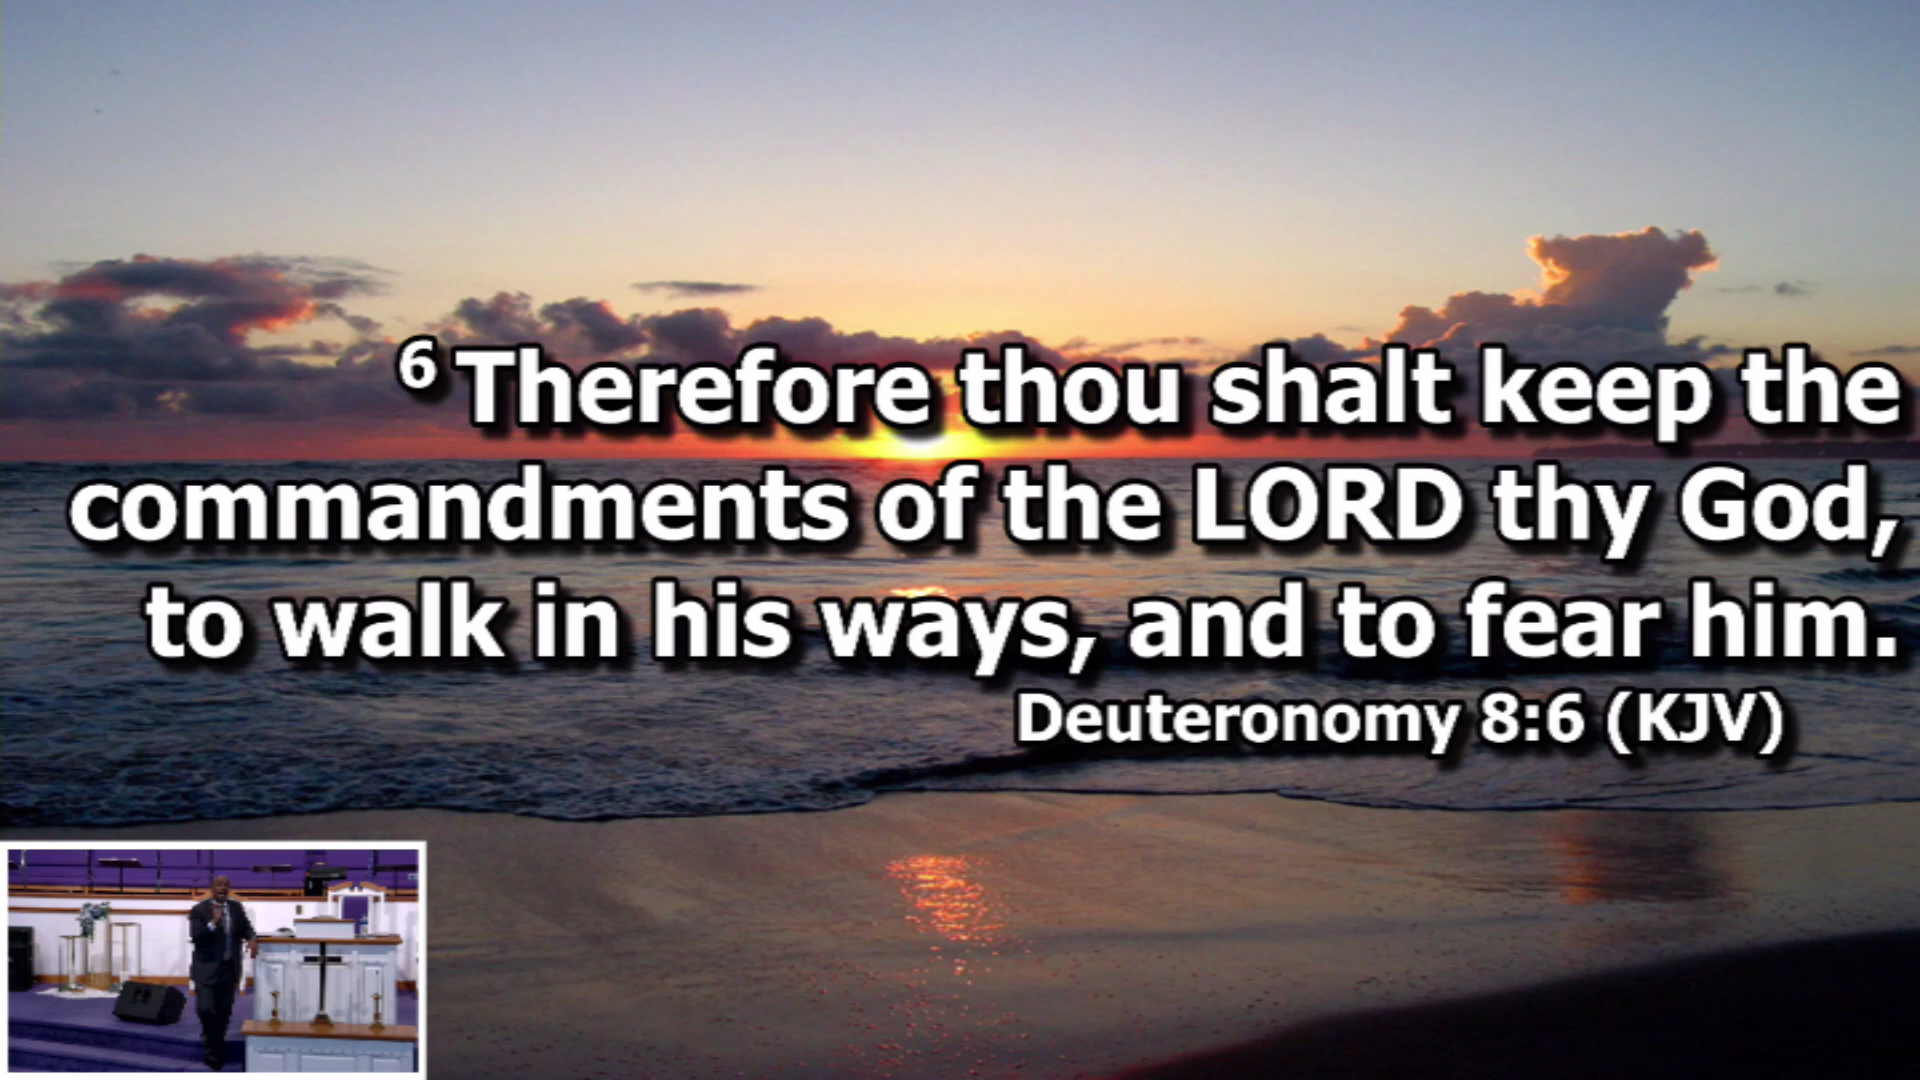 6 Therefore thou shalt keep the
commandments of the LORD thy God,
to walk in his ways, and to fear him.
Deuteronomy 8:6 (KJV)